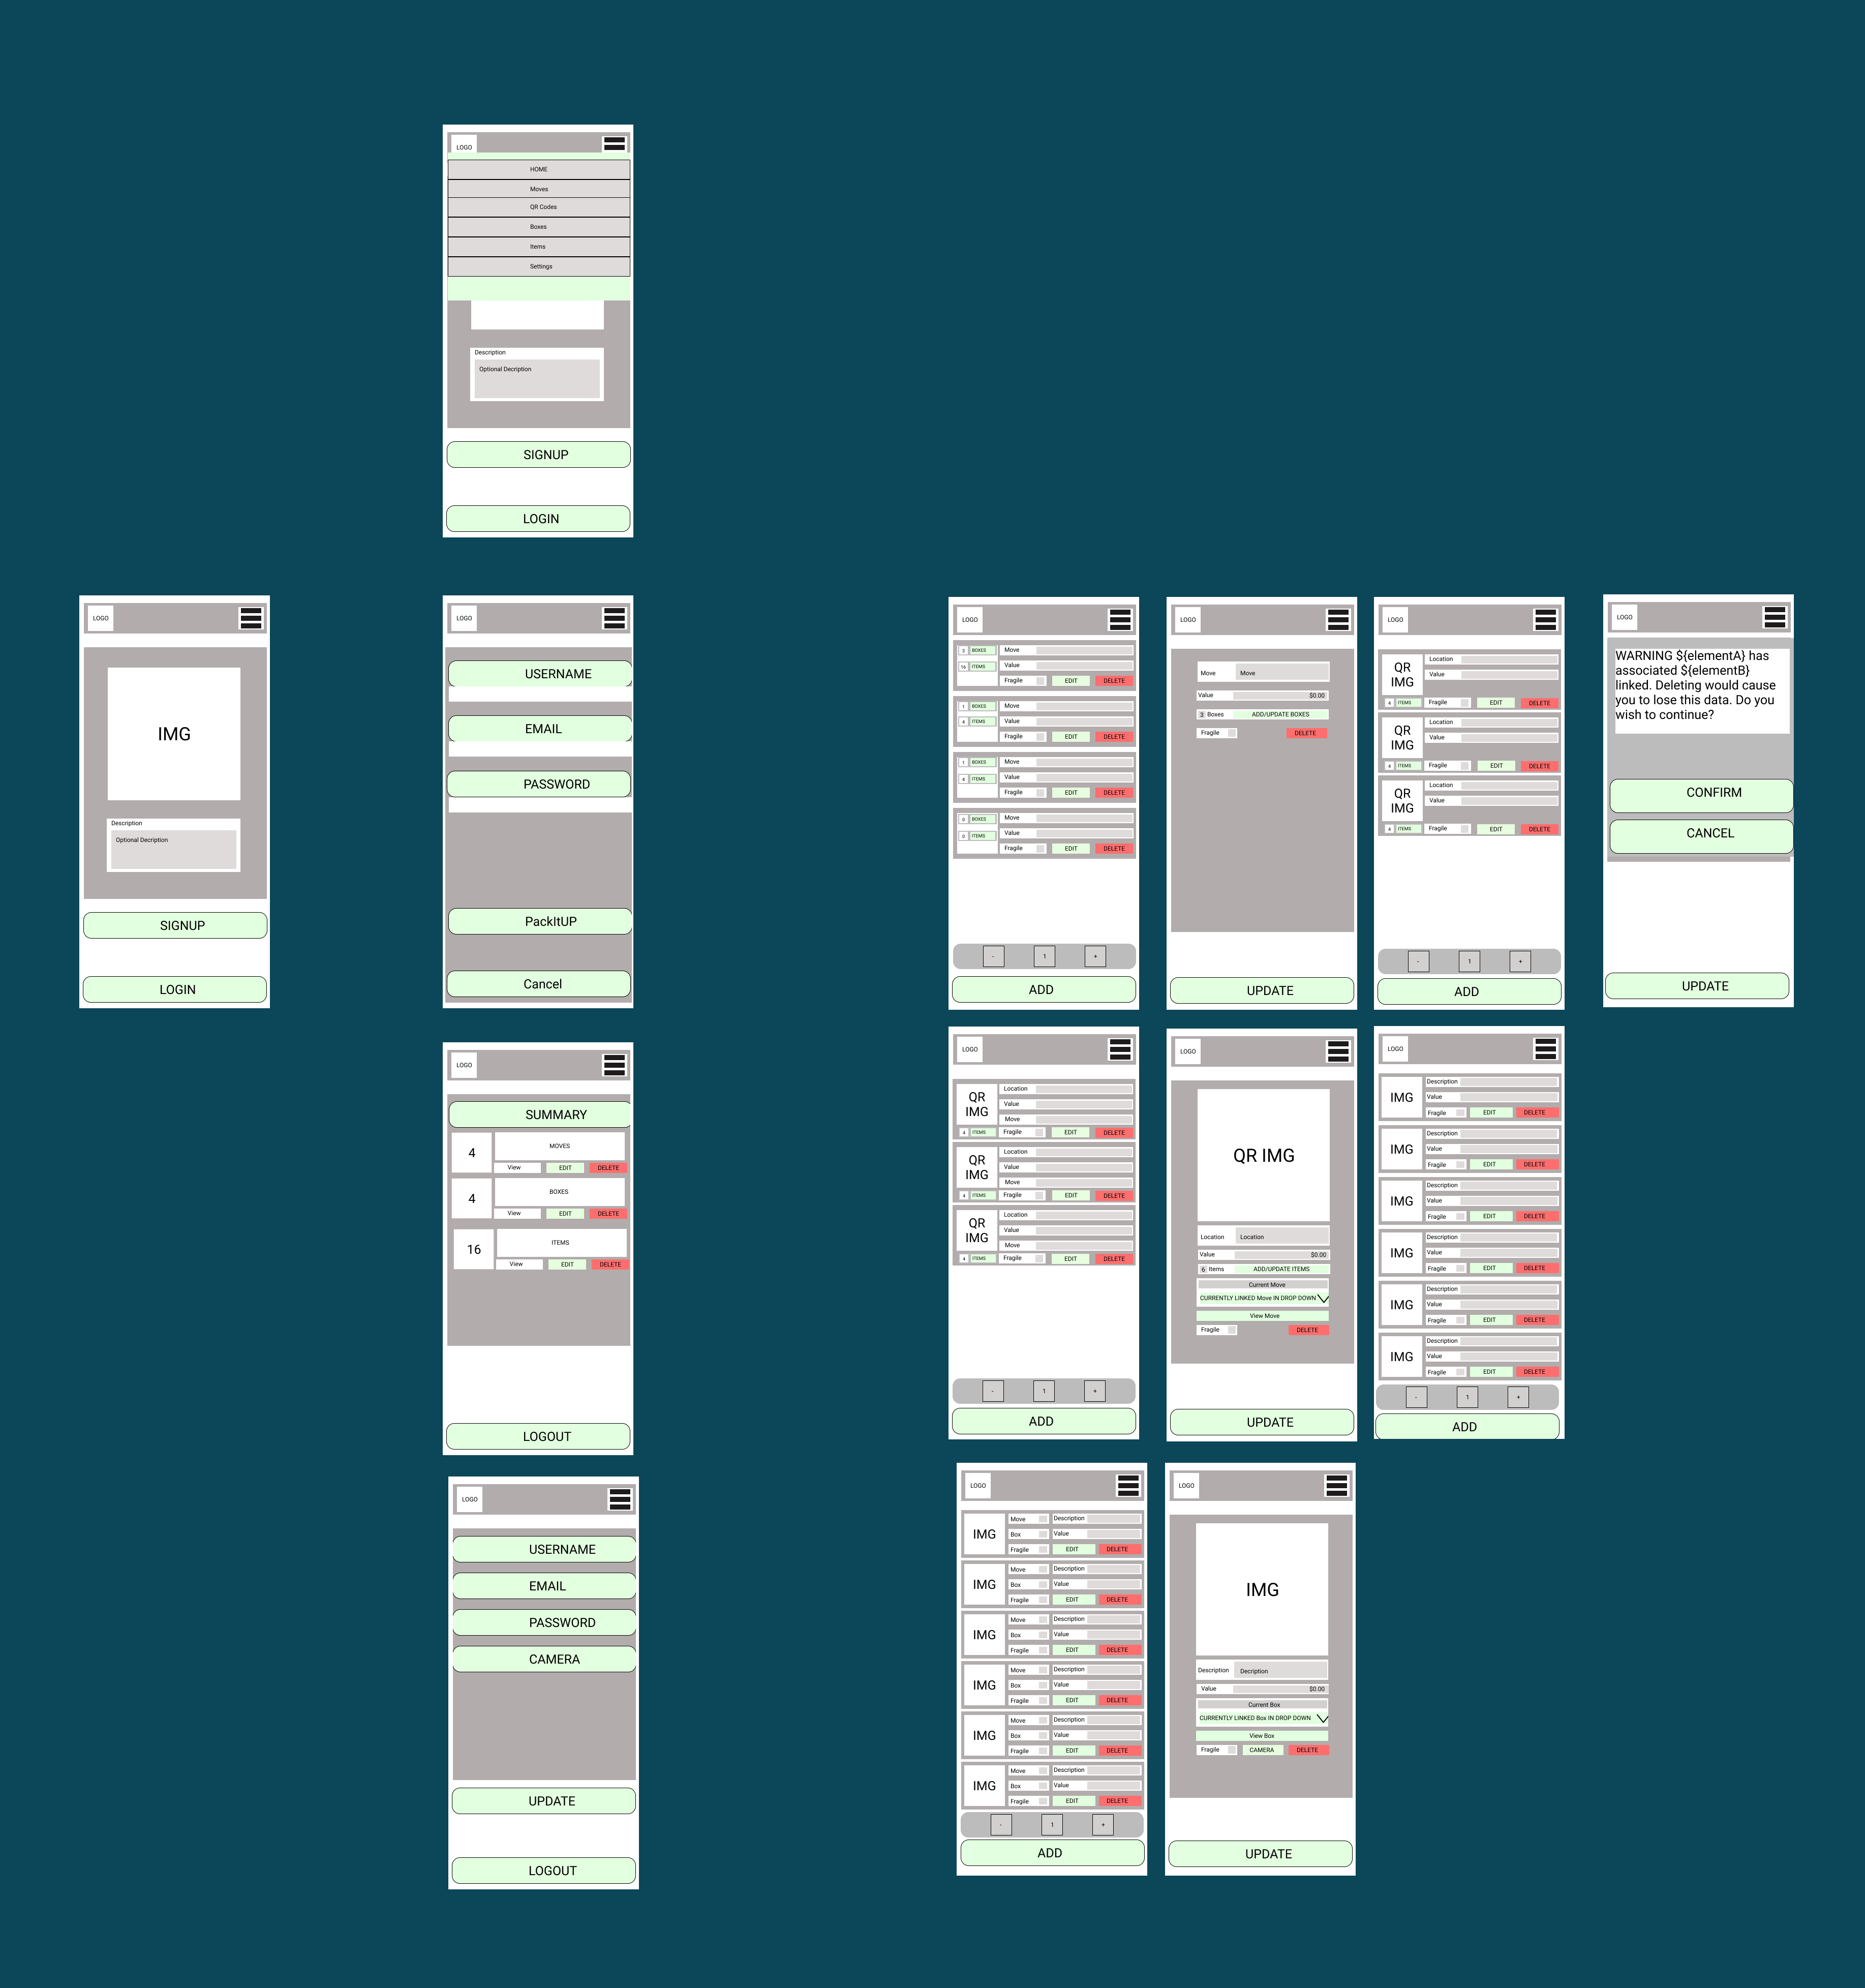 LOGO
HOME
Moves
QR Codes
Boxes
Items
Settings
Description
Optional Decription
SIGNUP
LOGIN
LOGO
IMG
Description
Optional Decription
SIGNUP
LOGIN
LOGO
USERNAME
EMAIL
PASSWORD
PackItUP
Cancel
LOGO
3 BOXES Move
16 ITEMS Value
Fragile EDIT DELETE
1 BOXES Move
4 ITEMS Value
Fragile EDIT DELETE
1 BOXES Move
4 ITEMS Value
Fragile EDIT DELETE
0 BOXES Move
0 ITEMS Value
Fragile EDIT DELETE
- 1 +
ADD
LOGO
Move Move
Value $0.00
3 Boxes ADD/UPDATE BOXES
Fragile DELETE
UPDATE
LOGO
QR
IMG
Location
Value
4 ITEMS Fragile EDIT DELETE
QR
IMG
Location
Value
4 ITEMS Fragile EDIT DELETE
QR
IMG
Location
Value
4 ITEMS Fragile EDIT DELETE
- 1 +
ADD
LOGO
WARNING ${elementA} has
associated ${elementB}
linked. Deleting would cause
you to lose this data. Do you
wish to continue?
CONFIRM
CANCEL
UPDATE
LOGO
SUMMARY
4 MOVES
View EDIT DELETE
4 BOXES
View EDIT DELETE
16 ITEMS
View EDIT DELETE
LOGOUT
LOGO
QR
IMG
Location
Value
Move
4 ITEMS Fragile EDIT DELETE
QR
IMG
Location
Value
Move
4 ITEMS Fragile EDIT DELETE
QR
IMG
Location
Value
Move
4 ITEMS Fragile EDIT DELETE
- 1 +
ADD
LOGO
QR IMG
Location Location
Value $0.00
6 Items ADD/UPDATE ITEMS
Current Move
CURRENTLY LINKED Move IN DROP DOWN
View Move
Fragile DELETE
UPDATE
LOGO
IMG Description
Value
Fragile EDIT DELETE
IMG Description
Value
Fragile EDIT DELETE
IMG Description
Value
Fragile EDIT DELETE
IMG Description
Value
Fragile EDIT DELETE
IMG Description
Value
Fragile EDIT DELETE
IMG Description
Value
Fragile EDIT DELETE
- 1 +
ADD
LOGO
USERNAME
EMAIL
PASSWORD
CAMERA
UPDATE
LOGOUT
LOGO
IMG Move Description
Box Value
Fragile EDIT DELETE
IMG Move Description
Box Value
Fragile EDIT DELETE
IMG Move Description
Box Value
Fragile EDIT DELETE
IMG Move Description
Box Value
Fragile EDIT DELETE
IMG Move Description
Box Value
Fragile EDIT DELETE
IMG Move Description
Box Value
Fragile EDIT DELETE
- 1 +
ADD
LOGO
IMG
Description Decription
Value $0.00
Current Box
CURRENTLY LINKED Box IN DROP DOWN
View Box
Fragile CAMERA DELETE
UPDATE